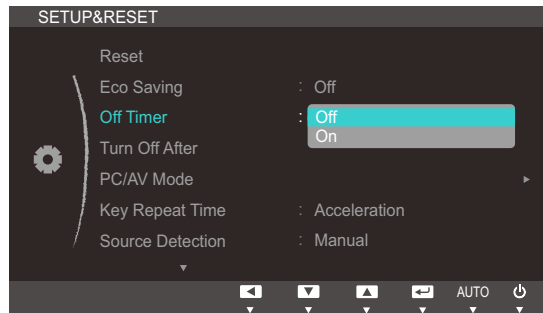 SETUP&RESET
Reset
Eco Saving : Off
Off Timer : Off
On
Turn Off After
PC/AV Mode
Key Repeat Time : Acceleration
Source Detection : Manual
AUTO